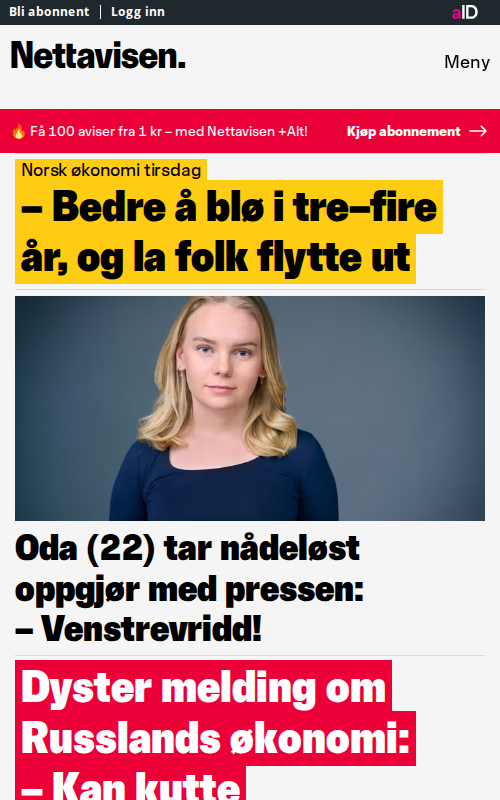 Bli abonnent | Logg inn
aID
Nettavisen.
Meny
🔥 Få 100 aviser fra 1 kr – med Nettavisen +Alt!
Kjøp abonnement →
Norsk økonomi tirsdag
– Bedre å blø i tre–fire
år, og la folk flytte ut
Oda (22) tar nådeløst
oppgjør med pressen:
– Venstrevridd!
Dyster melding om
Russlands økonomi:
– Kan kutte